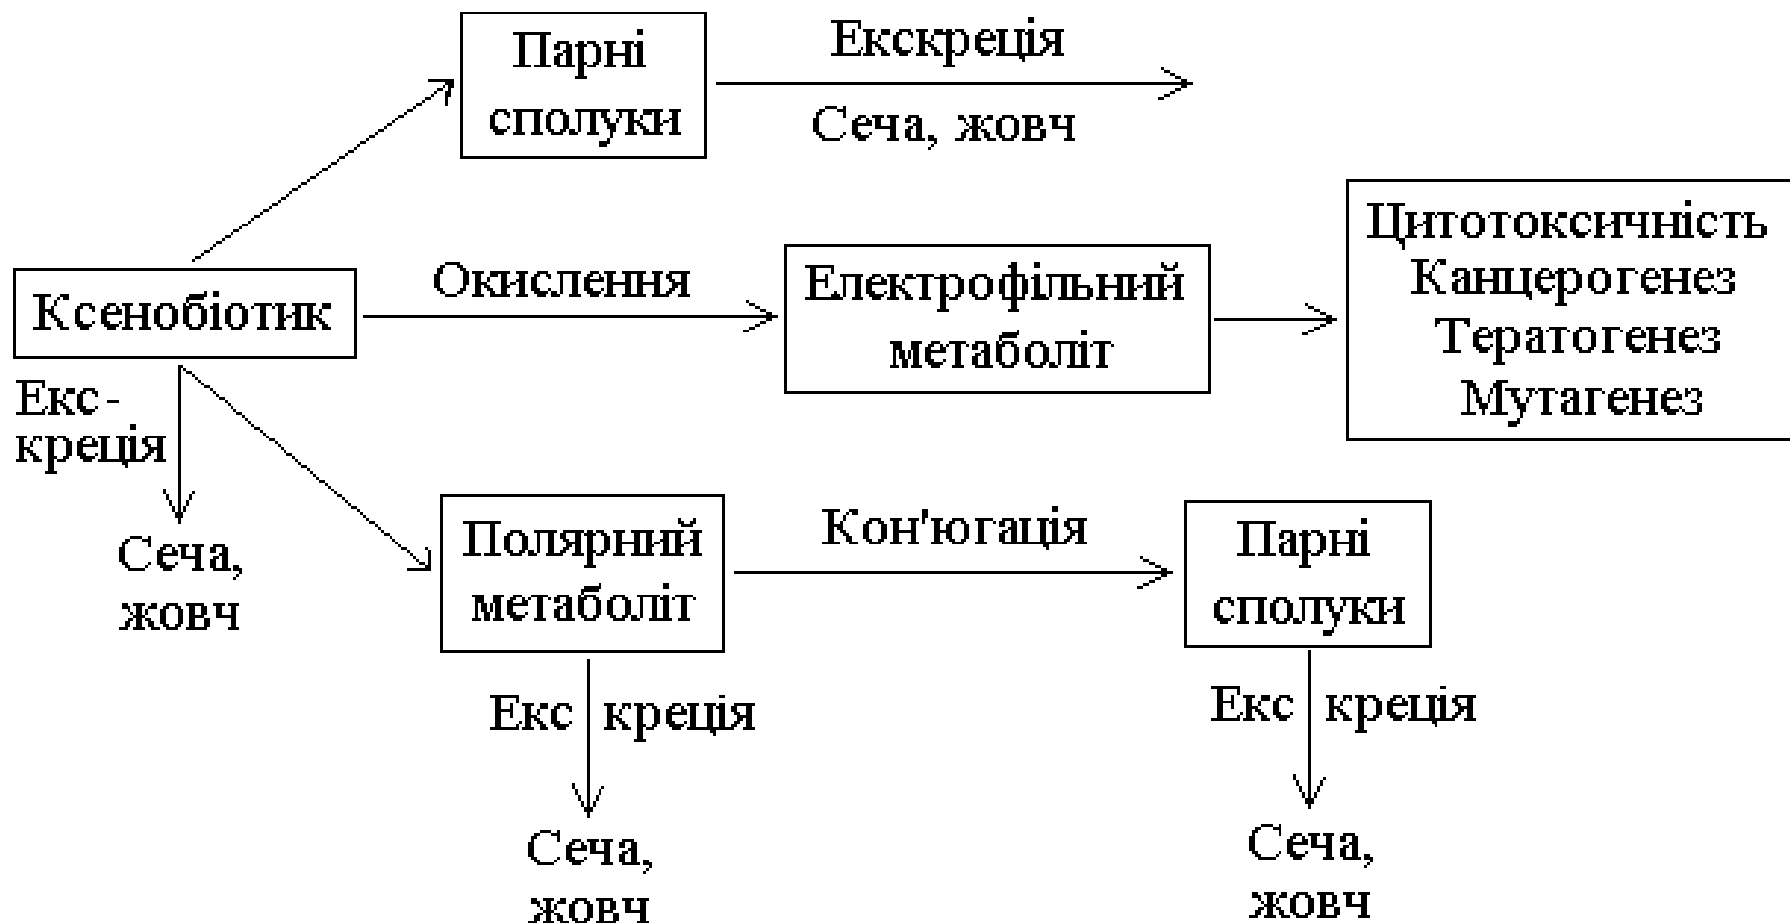 Парні
сполуки
Екскреція
Сеча, жовч
Ксенобіотик
Окислення
Електрофільний
метаболіт
Цитотоксичність
Канцерогенез
Тератогенез
Мутагенез
Екс-
креція
Сеча,
жовч
Полярний
метаболіт
Кон'югація
Парні
сполуки
Екс креція
Сеча,
жовч
Екс креція
Сеча,
жовч